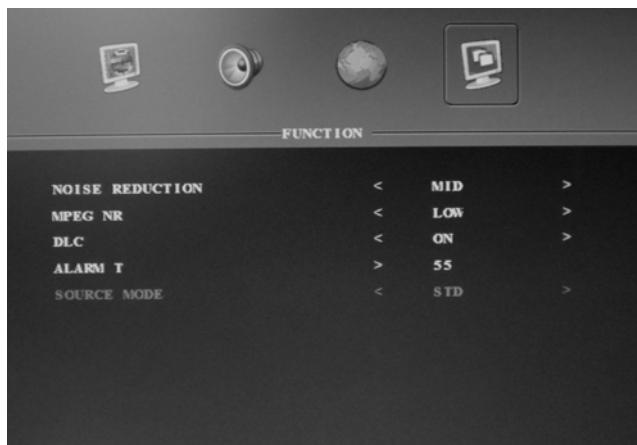 FUNCTION
NOISE REDUCTION < MID >
MPEG NR < LOW >
DLC < ON >
ALARM T > 55
SOURCE MODE < STD >